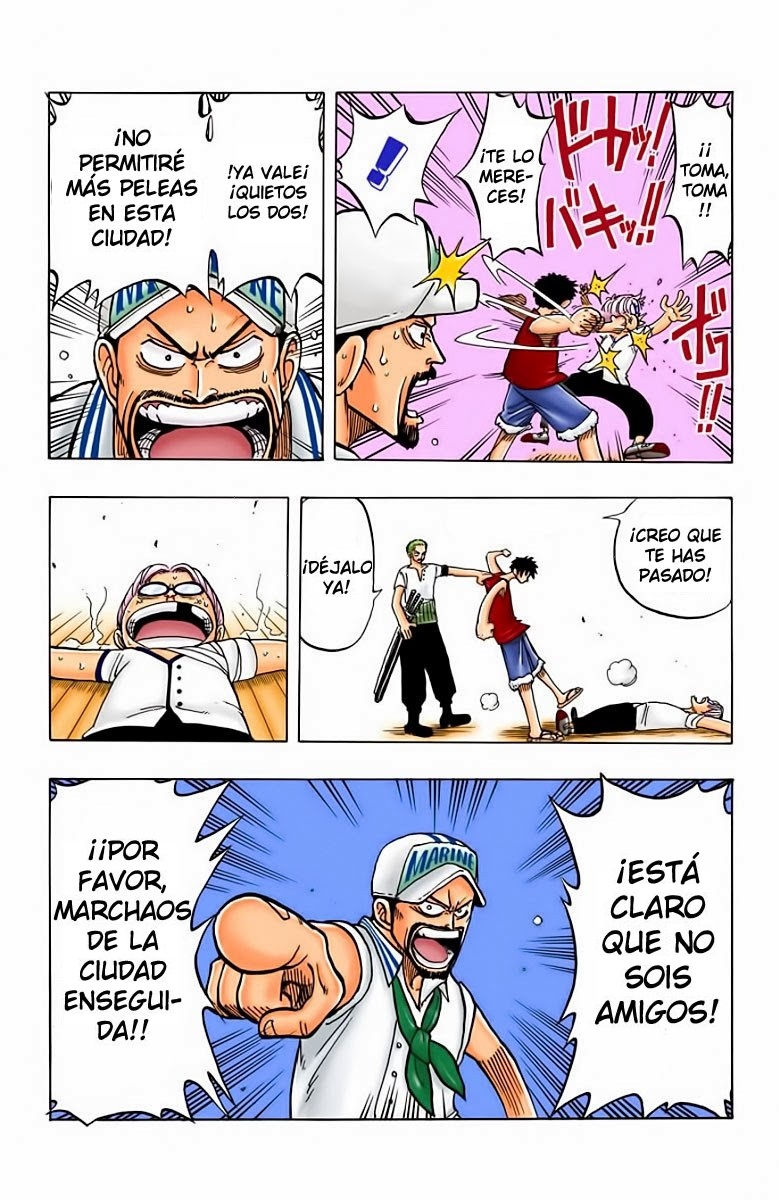 ¡¡
TOMA,
TOMA
!!
ドカッ!
バキッ!!
ボコ!!
¡TE LO
MERE-
CES!
!
!YA VALE¡
¡QUIETOS
LOS DOS!
¡NO
PERMITIRÉ
MÁS PELEAS
EN ESTA
CIUDAD!
MARINE
¡CREO QUE
TE HAS
PASADO!
¡DÉJALO
YA!
¡ESTÁ
CLARO
QUE NO
SOIS
AMIGOS!
MARINE
¡¡POR
FAVOR,
MARCHAOS
DE LA
CIUDAD
ENSEGUI-
DA!!